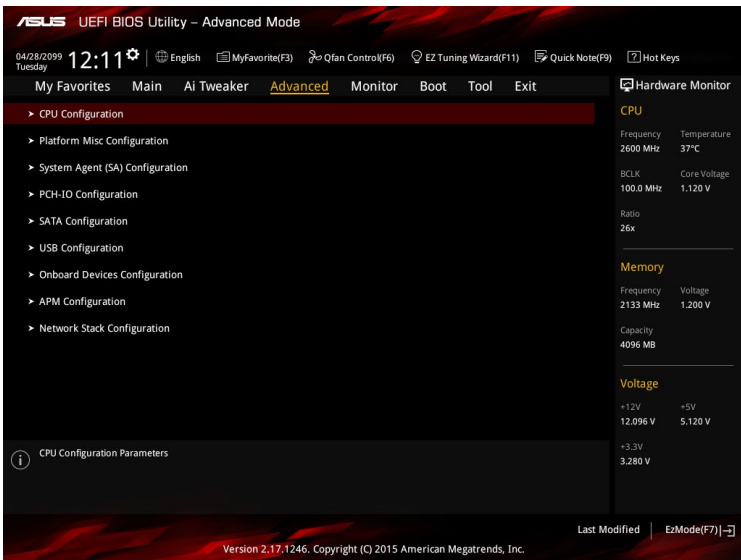 ASUS UEFI BIOS Utility – Advanced Mode
04/28/2099 Tuesday 12:11 English MyFavorite(F3) Qfan Control(F6) EZ Tuning Wizard(F11) Quick Note(F9) ? Hot Keys
My Favorites Main Ai Tweaker Advanced Monitor Boot Tool Exit
Hardware Monitor
> CPU Configuration
> Platform Misc Configuration
> System Agent (SA) Configuration
> PCH-IO Configuration
> SATA Configuration
> USB Configuration
> Onboard Devices Configuration
> APM Configuration
> Network Stack Configuration
CPU
Frequency Temperature
2600 MHz 37°C
BCLK Core Voltage
100.0 MHz 1.120 V
Ratio
26x
Memory
Frequency Voltage
2133 MHz 1.200 V
Capacity
4096 MB
Voltage
+12V +5V
12.096 V 5.120 V
+3.3V
3.280 V
i CPU Configuration Parameters
Last Modified EzMode(F7)
Version 2.17.1246. Copyright (C) 2015 American Megatrends, Inc.